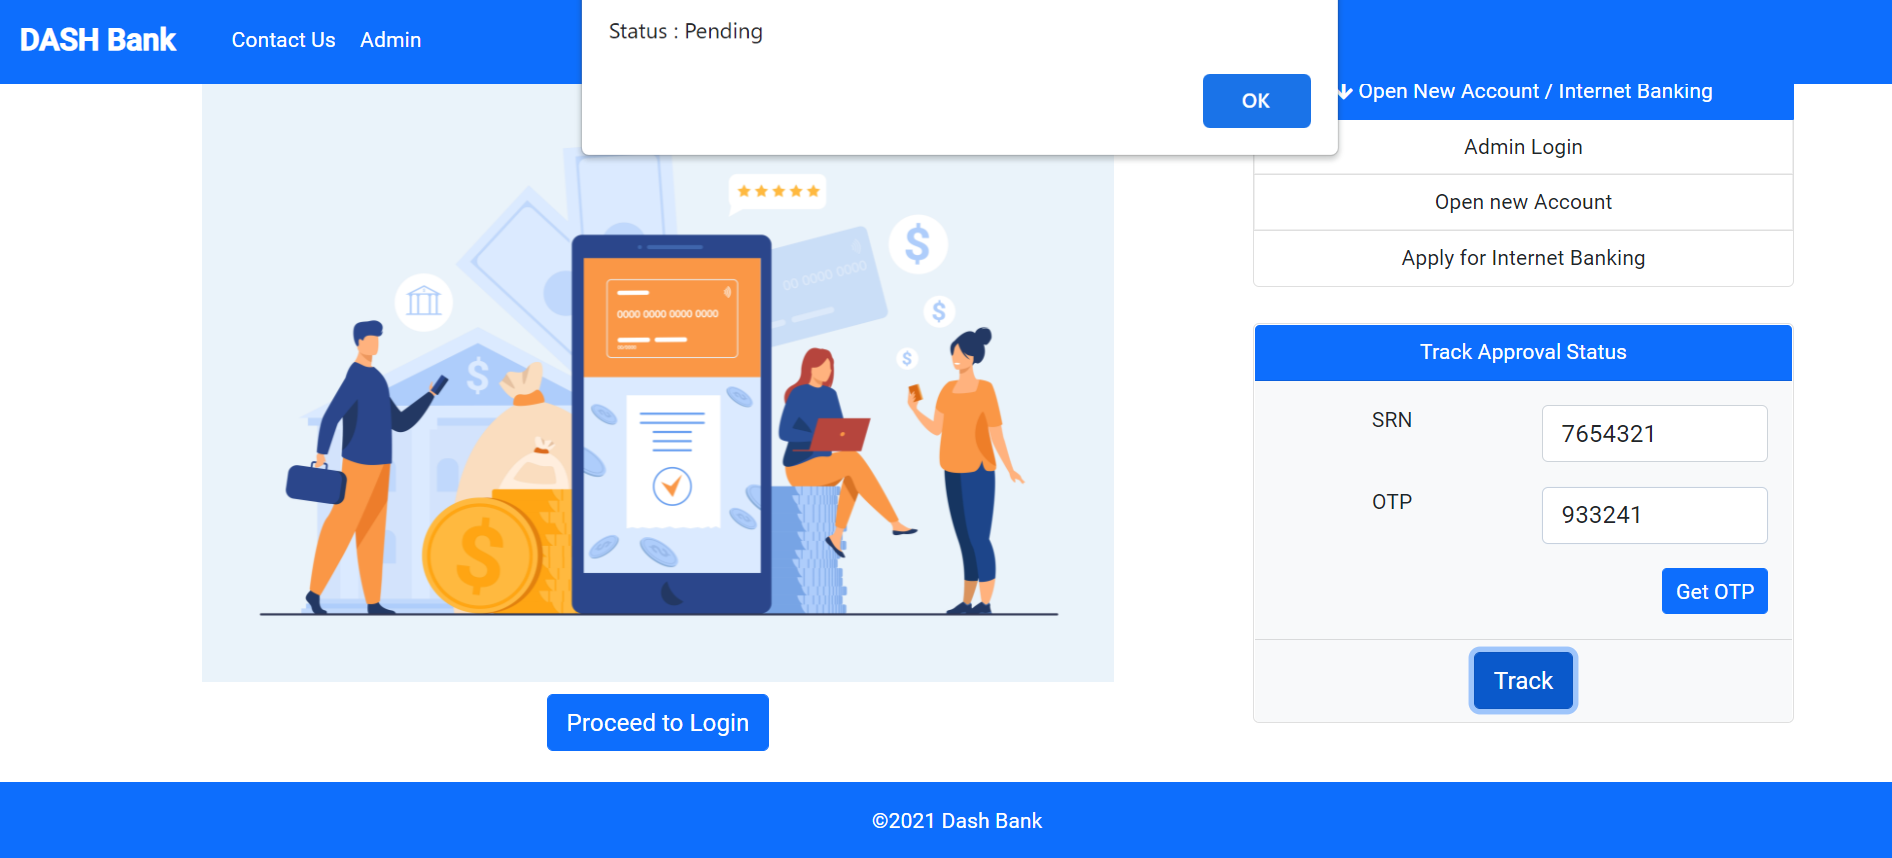 DASH Bank
Contact Us
Admin
Status : Pending
OK
Open New Account / Internet Banking
Admin Login
Open new Account
Apply for Internet Banking
00 0000 0000
0000 0000 0000 0000
Track Approval Status
SRN
7654321
OTP
933241
Get OTP
Track
Proceed to Login
©2021 Dash Bank